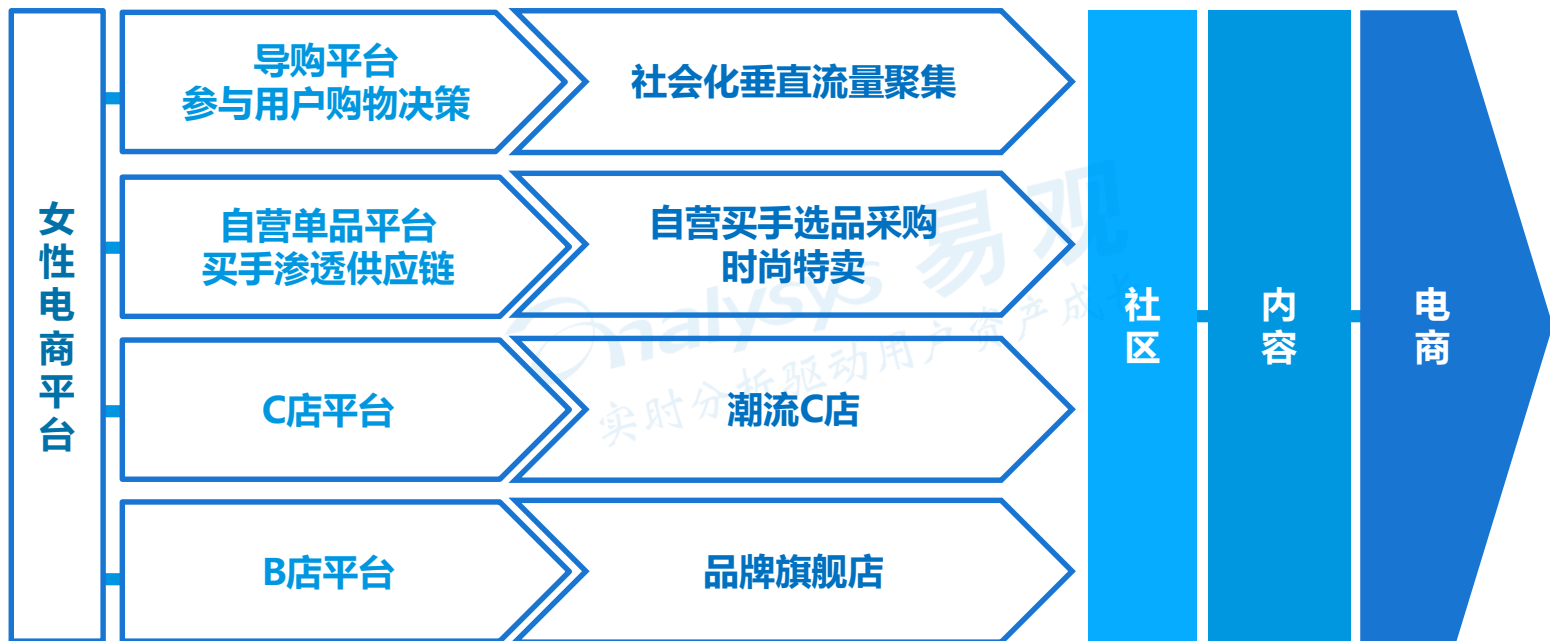 女性电商平台
导购平台
参与用户购物决策
社会化垂直流量聚集
自营单品平台
买手渗透供应链
自营买手选品采购
时尚特卖
C店平台
潮流C店
B店平台
品牌旗舰店
社区
内容
电商
nalysys 易观
实时分析驱动用户资产成长